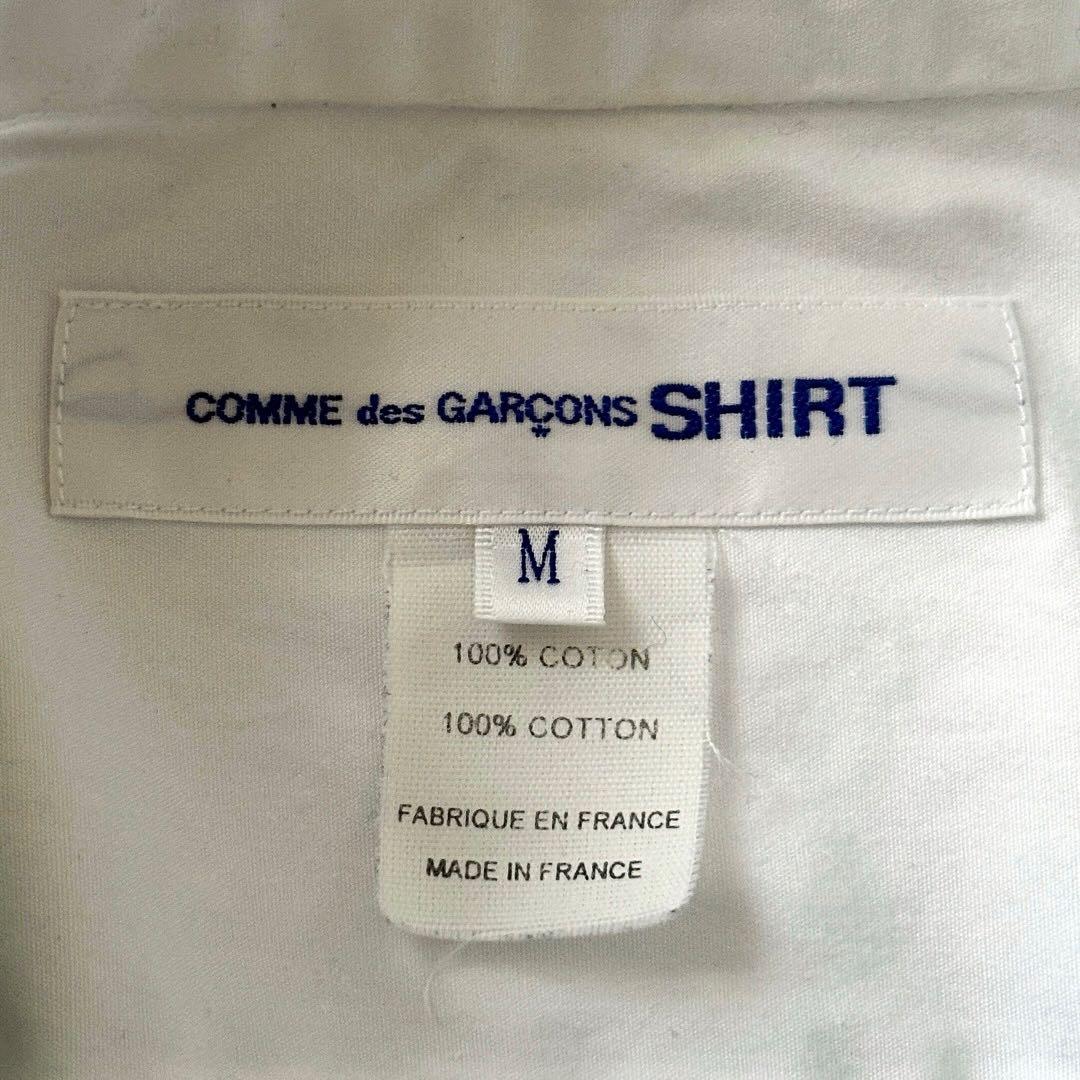 COMME des GARÇONS SHIRT
M
100% COTON
100% COTTON
FABRIQUE EN FRANCE
MADE IN FRANCE